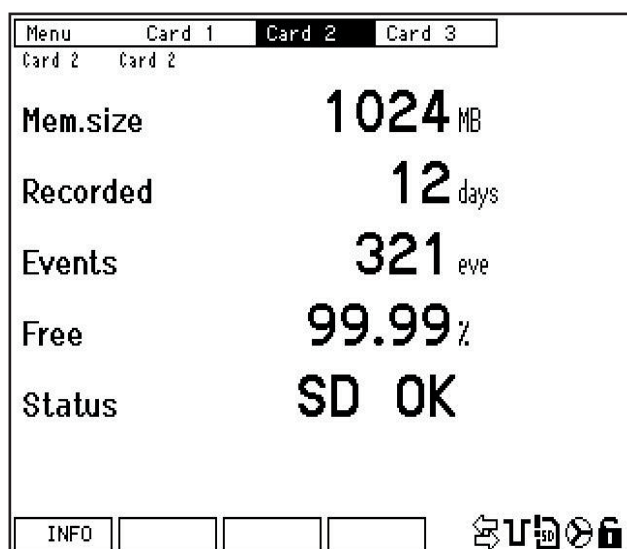 Menu Card 1 Card 2 Card 3
Card 2 Card 2
Mem.size 1024 MB
Recorded 12 days
Events 321 eve
Free 99.99 %
Status SD OK
INFO SD